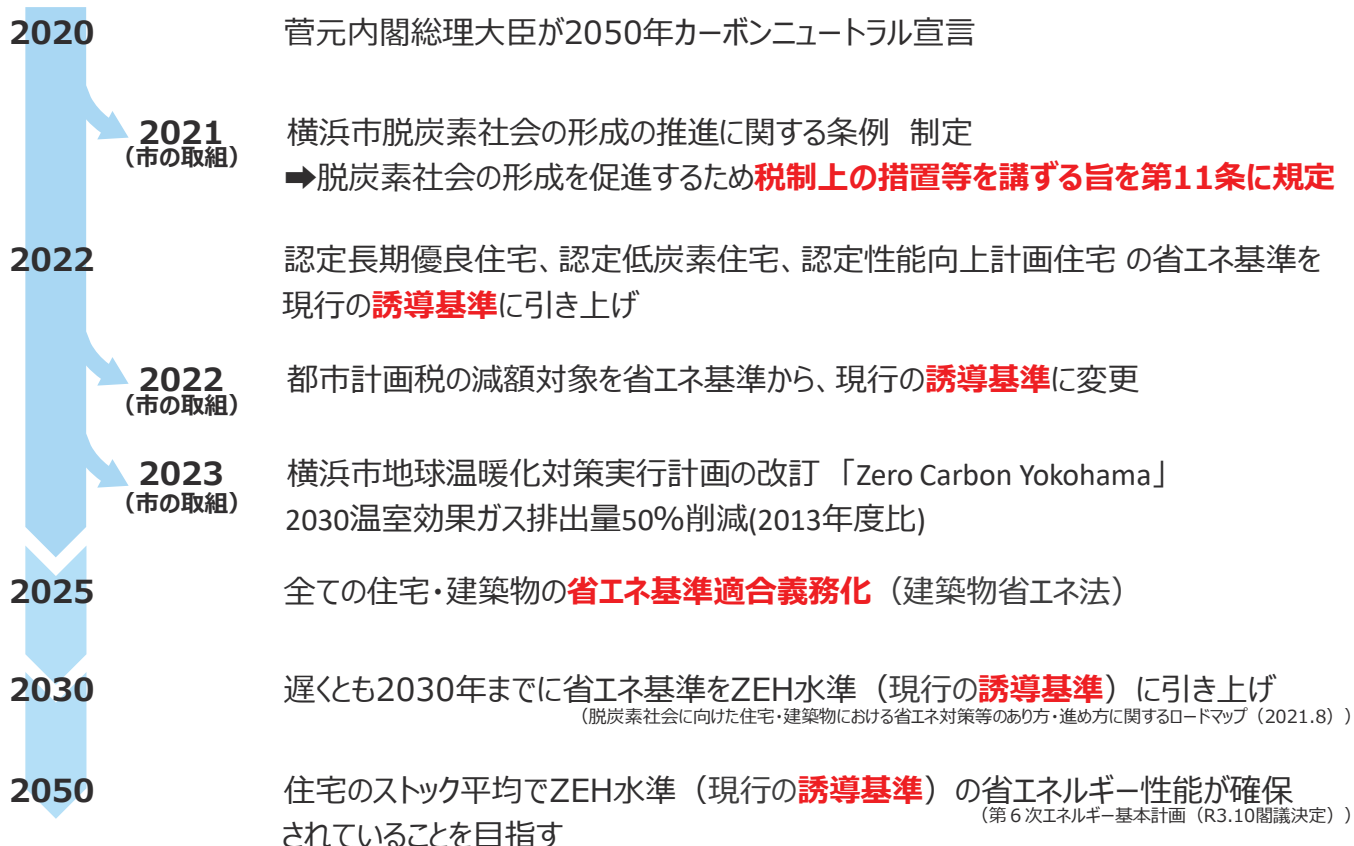 2020 菅元内閣総理大臣が2050年カーボンニュートラル宣言
2021 横浜市脱炭素社会の形成の推進に関する条例 制定
（市の取組）
➡脱炭素社会の形成を促進するため税制上の措置等を講ずる旨を第11条に規定
2022 認定長期優良住宅、認定低炭素住宅、認定性能向上計画住宅 の省エネ基準を
現行の誘導基準に引き上げ
2022 都市計画税の減額対象を省エネ基準から、現行の誘導基準に変更
（市の取組）
2023 横浜市地球温暖化対策実行計画の改訂 「Zero Carbon Yokohama」
（市の取組）
2030温室効果ガス排出量50%削減(2013年度比)
2025 全ての住宅・建築物の省エネ基準適合義務化（建築物省エネ法）
2030 遅くとも2030年までに省エネ基準をZEH水準（現行の誘導基準）に引き上げ
（脱炭素社会に向けた住宅・建築物における省エネ対策等のあり方・進め方に関するロードマップ（2021.8））
2050 住宅のストック平均でZEH水準（現行の誘導基準）の省エネルギー性能が確保
（第６次エネルギー基本計画（R3.10閣議決定））
されていることを目指す